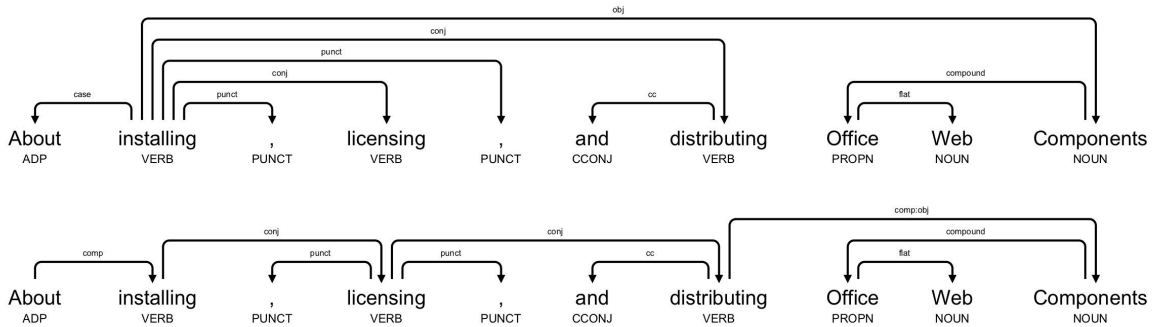 obj
conj
punct
conj
compound
case punct cc flat
About installing , licensing , and distributing Office Web Components
ADP VERB PUNCT VERB PUNCT CCONJ VERB PROPN NOUN NOUN
comp:obj
conj conj compound
comp punct punct cc flat
About installing , licensing , and distributing Office Web Components
ADP VERB PUNCT VERB PUNCT CCONJ VERB PROPN NOUN NOUN